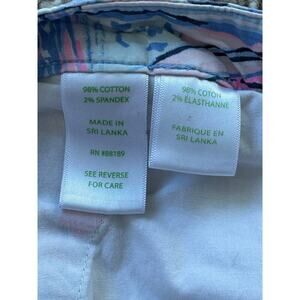 98% COTTON
2% SPANDEX
MADE IN
SRI LANKA
RN #88189
SEE REVERSE
FOR CARE
98% COTON
2% ÉLASTHANNE
FABRIQUE EN
SRI LANKA